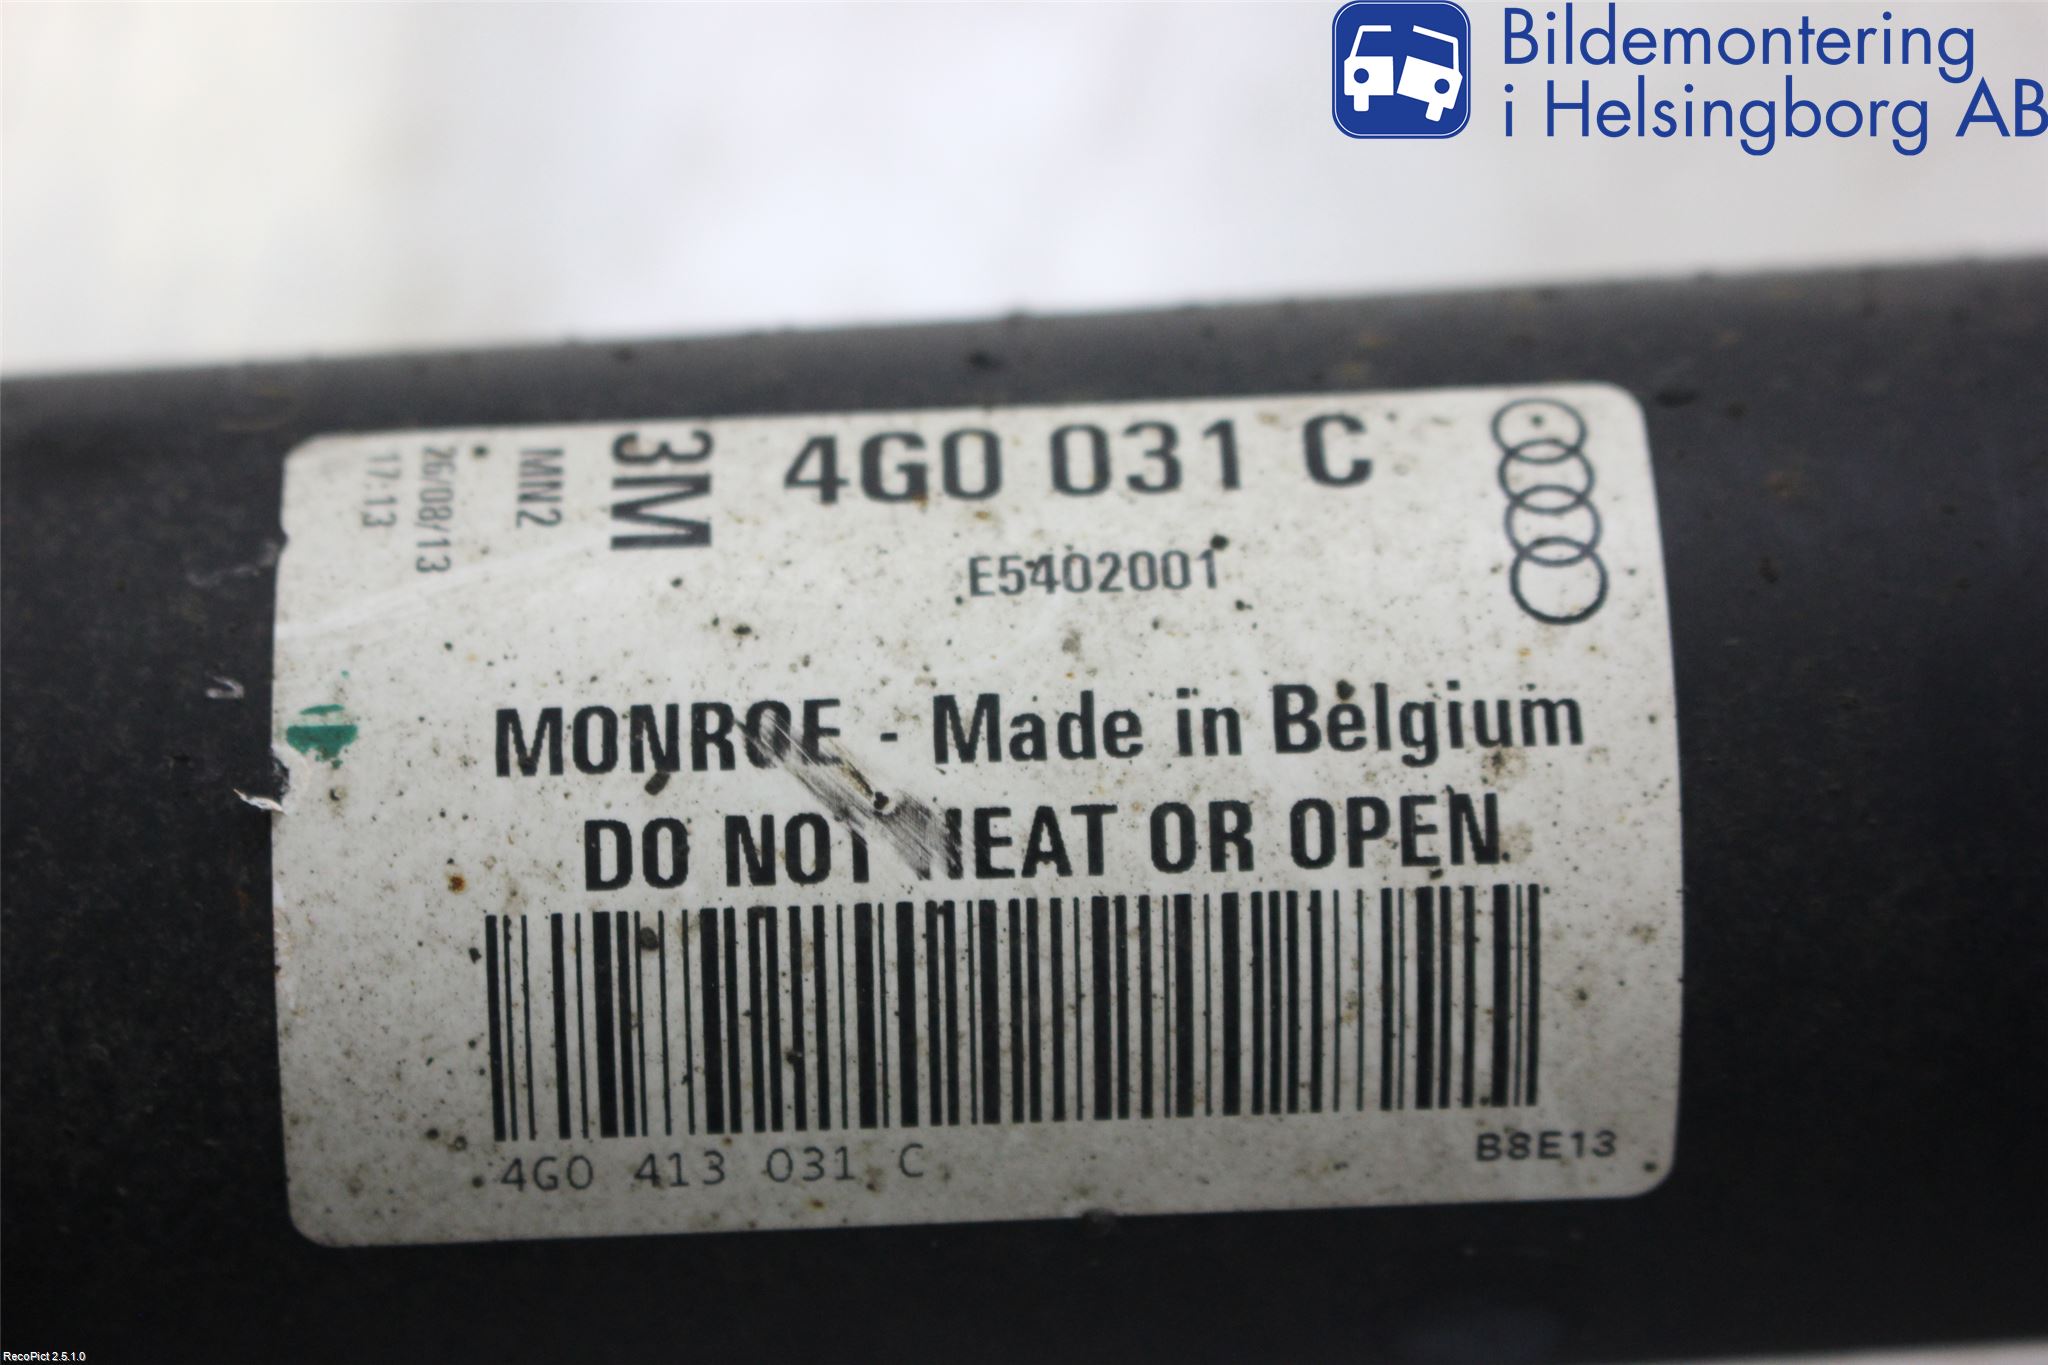 Bildemontering
i Helsingborg AB
4G0 031 C
3M
MN2
26/08/13
17:13
E5402001
MONROE - Made in Belgium
DO NOT HEAT OR OPEN
4G0 413 031 C
B8E13
RecoPict 2.5.1.0